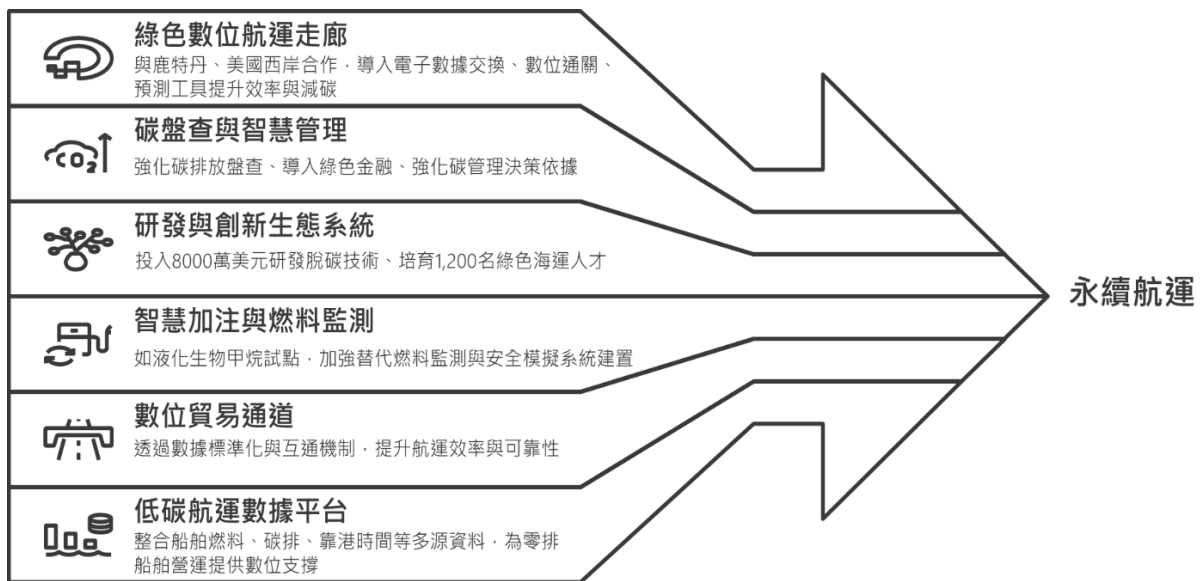 綠色數位航運走廊
與鹿特丹、美國西岸合作，導入電子數據交換、數位通關、
預測工具提升效率與減碳
CO₂
碳盤查與智慧管理
強化碳排放盤查、導入綠色金融、強化碳管理決策依據
研發與創新生態系統
投入8000萬美元研發脫碳技術、培育1,200名綠色海運人才
智慧加注與燃料監測
如液化生物甲烷試點，加強替代燃料監測與安全模擬系統建置
數位貿易通道
透過數據標準化與互通機制，提升航運效率與可靠性
低碳航運數據平台
整合船舶燃料、碳排、靠港時間等多源資料，為零排
船舶營運提供數位支撐
永續航運